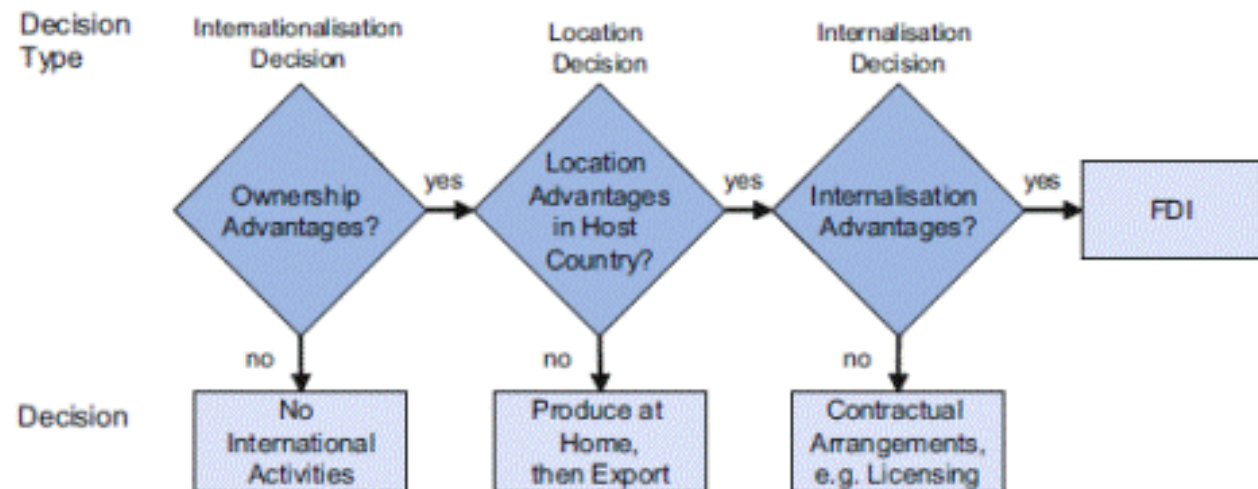 Decision
Type
Internationalisation
Decision
Location
Decision
Internalisation
Decision
Ownership
Advantages?
yes
Location
Advantages
in Host
Country?
yes
Internalisation
Advantages?
yes
FDI
no
no
no
Decision
No
International
Activities
Produce at
Home,
then Export
Contractual
Arrangements,
e.g. Licensing